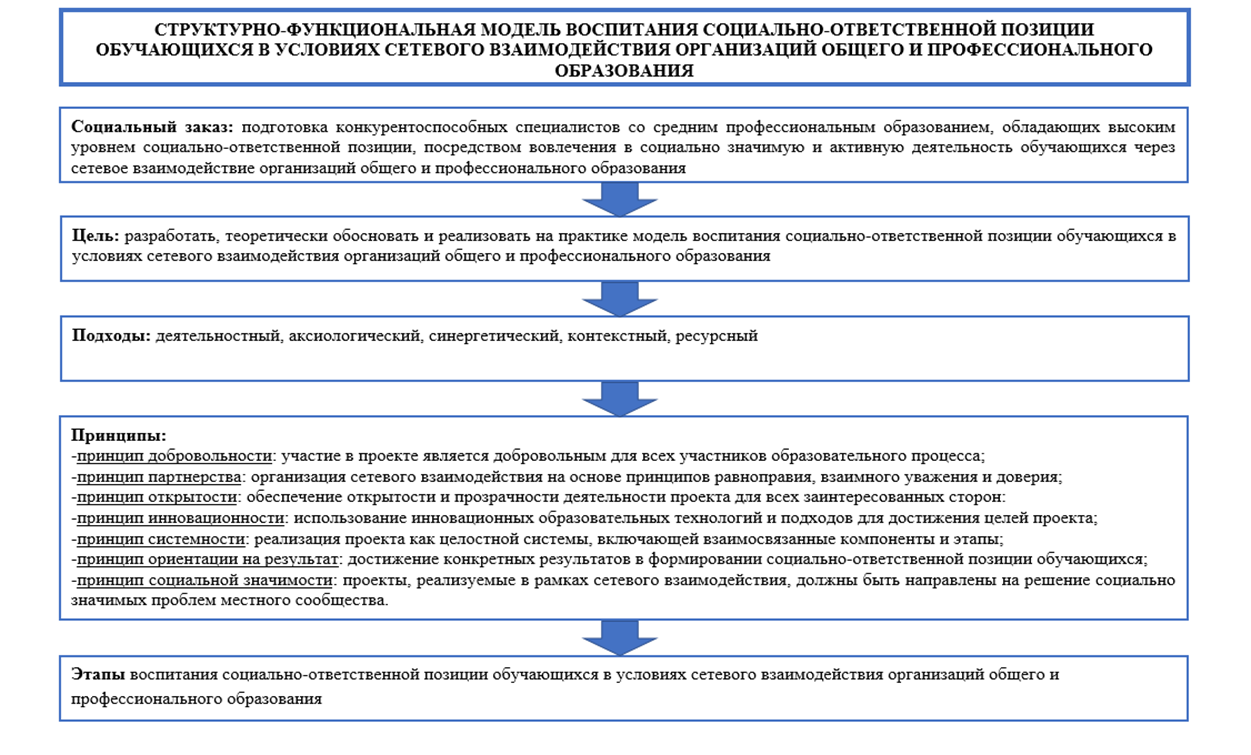 СТРУКТУРНО-ФУНКЦИОНАЛЬНАЯ МОДЕЛЬ ВОСПИТАНИЯ СОЦИАЛЬНО-ОТВЕТСТВЕННОЙ ПОЗИЦИИ
ОБУЧАЮЩИХСЯ В УСЛОВИЯХ СЕТЕВОГО ВЗАИМОДЕЙСТВИЯ ОРГАНИЗАЦИЙ ОБЩЕГО И ПРОФЕССИОНАЛЬНОГО
ОБРАЗОВАНИЯ
Социальный заказ: подготовка конкурентоспособных специалистов со средним профессиональным образованием, обладающих высоким
уровнем социально-ответственной позиции, посредством вовлечения в социально значимую и активную деятельность обучающихся через
сетевое взаимодействие организаций общего и профессионального образования
Цель: разработать, теоретически обосновать и реализовать на практике модель воспитания социально-ответственной позиции обучающихся в
условиях сетевого взаимодействия организаций общего и профессионального образования
Подходы: деятельностный, аксиологический, синергетический, контекстный, ресурсный
Принципы:
-принцип добровольности: участие в проекте является добровольным для всех участников образовательного процесса;
-принцип партнерства: организация сетевого взаимодействия на основе принципов равноправия, взаимного уважения и доверия;
-принцип открытости: обеспечение открытости и прозрачности деятельности проекта для всех заинтересованных сторон:
-принцип инновационности: использование инновационных образовательных технологий и подходов для достижения целей проекта;
-принцип системности: реализация проекта как целостной системы, включающей взаимосвязанные компоненты и этапы;
-принцип ориентации на результат: достижение конкретных результатов в формировании социально-ответственной позиции обучающихся;
-принцип социальной значимости: проекты, реализуемые в рамках сетевого взаимодействия, должны быть направлены на решение социально
значимых проблем местного сообщества.
Этапы воспитания социально-ответственной позиции обучающихся в условиях сетевого взаимодействия организаций общего и
профессионального образования